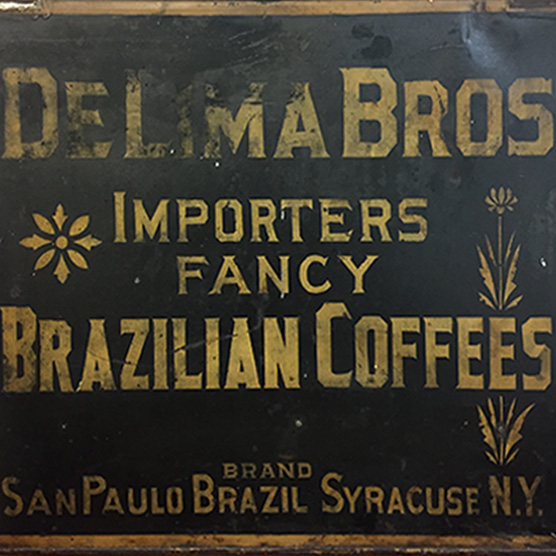 DELIMA BROS
IMPORTERS
FANCY
BRAZILIAN COFFEES
BRAND
SAN PAULO BRAZIL SYRACUSE N.Y.